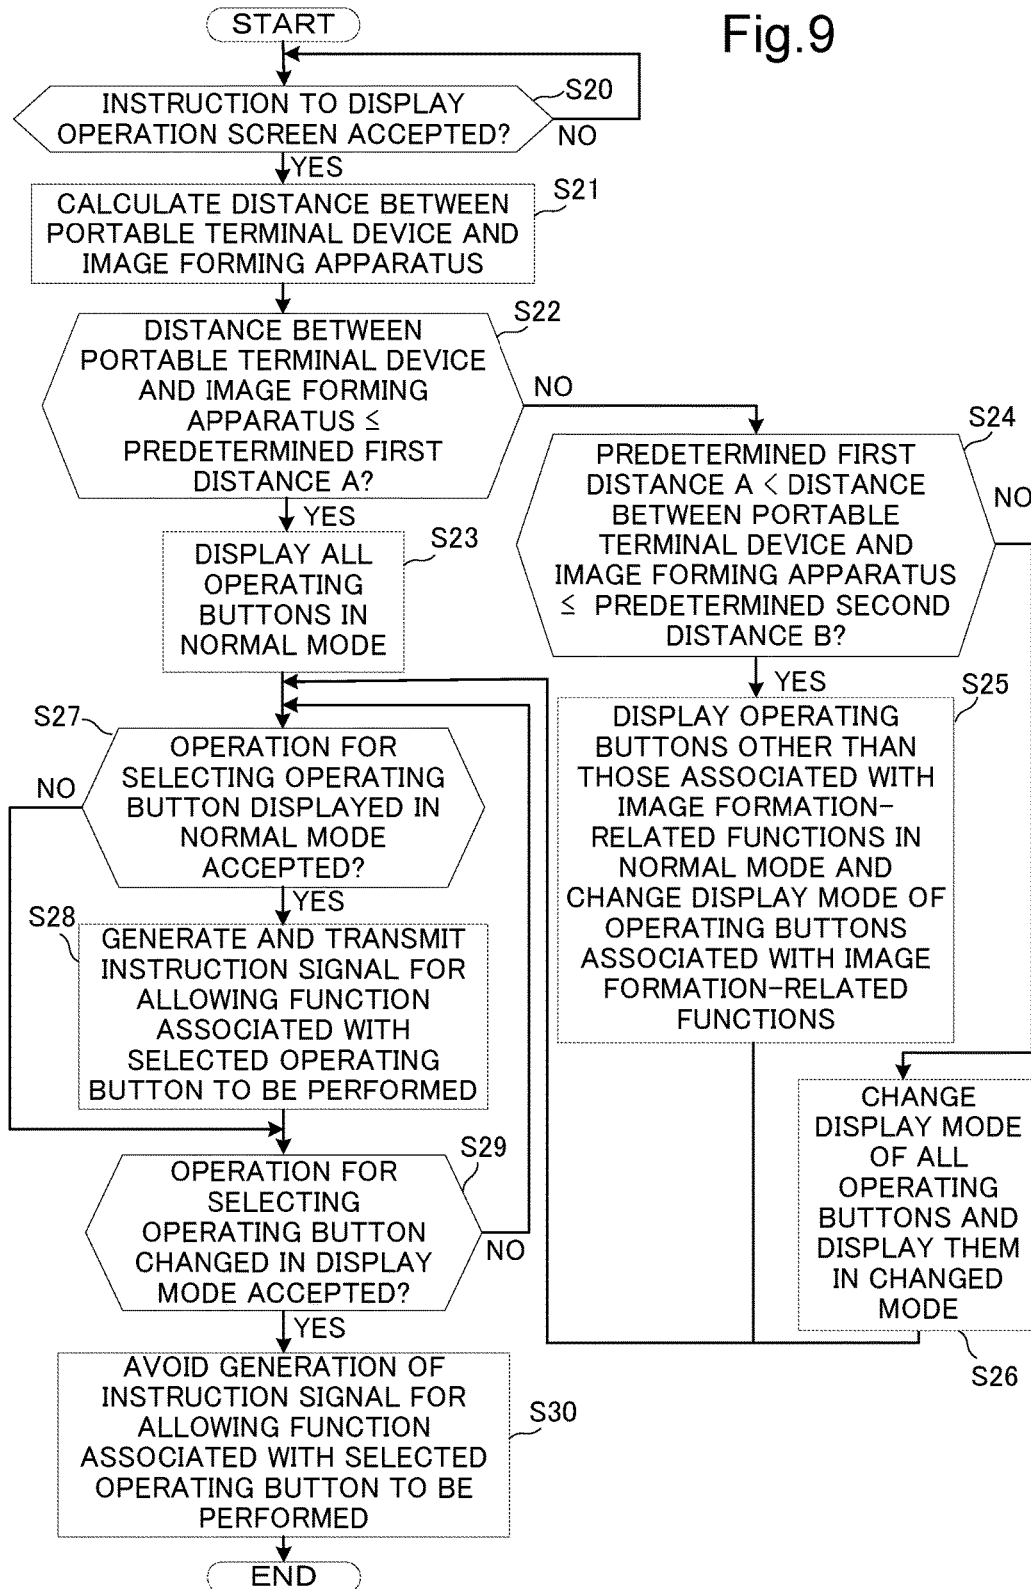 Fig.9
START
S20
INSTRUCTION TO DISPLAY
OPERATION SCREEN ACCEPTED?
NO
YES
S21
CALCULATE DISTANCE BETWEEN
PORTABLE TERMINAL DEVICE AND
IMAGE FORMING APPARATUS
S22
DISTANCE BETWEEN
PORTABLE TERMINAL DEVICE
AND IMAGE FORMING
APPARATUS ≤
PREDETERMINED FIRST
DISTANCE A?
NO
YES
S23
DISPLAY ALL
OPERATING
BUTTONS IN
NORMAL MODE
S24
PREDETERMINED FIRST
DISTANCE A < DISTANCE
BETWEEN PORTABLE
TERMINAL DEVICE AND
IMAGE FORMING APPARATUS
≤ PREDETERMINED SECOND
DISTANCE B?
NO
YES
S25
DISPLAY OPERATING
BUTTONS OTHER THAN
THOSE ASSOCIATED WITH
IMAGE FORMATION-
RELATED FUNCTIONS IN
NORMAL MODE AND
CHANGE DISPLAY MODE OF
OPERATING BUTTONS
ASSOCIATED WITH IMAGE
FORMATION-RELATED
FUNCTIONS
CHANGE
DISPLAY MODE
OF ALL
OPERATING
BUTTONS AND
DISPLAY THEM
IN CHANGED
MODE
S26
S27
OPERATION FOR
SELECTING OPERATING
BUTTON DISPLAYED IN
NORMAL MODE
ACCEPTED?
NO
YES
S28
GENERATE AND TRANSMIT
INSTRUCTION SIGNAL FOR
ALLOWING FUNCTION
ASSOCIATED WITH
SELECTED OPERATING
BUTTON TO BE PERFORMED
S29
OPERATION FOR
SELECTING
OPERATING BUTTON
CHANGED IN DISPLAY
MODE ACCEPTED?
NO
YES
AVOID GENERATION OF
INSTRUCTION SIGNAL FOR
ALLOWING FUNCTION
ASSOCIATED WITH SELECTED
OPERATING BUTTON TO BE
PERFORMED
S30
END